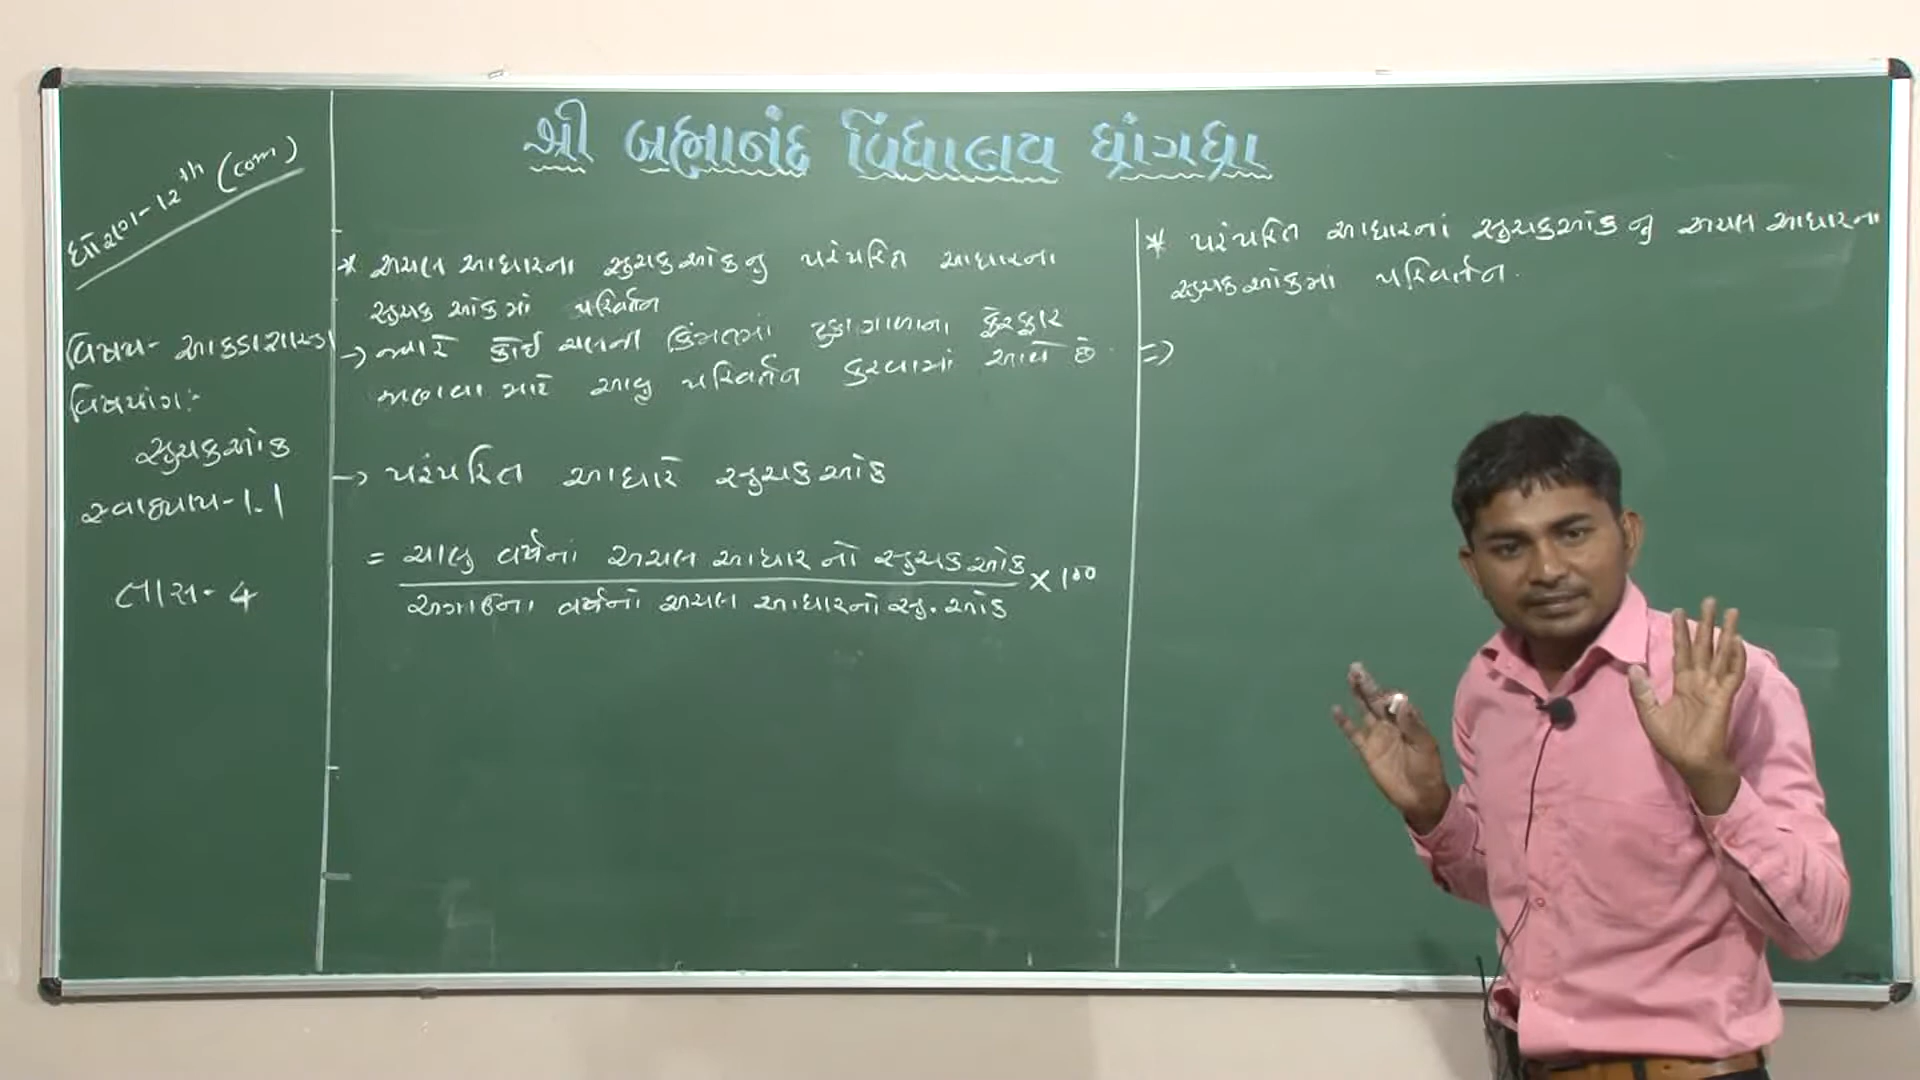 શ્રી બ્રહ્માનંદ વિદ્યાલય ધ્રાંગધ્રા
ધોરણ-12th (com)
વિષય- આંકડાશાસ્ત્ર
વિષયાંગ:-
સૂચકઆંક
સ્વાધ્યાય-1.1
તાસ-4
* અચલ આધારના સૂચકઆંકનુ પરંપરિત આધારના
સૂચક આંકમાં પરિવર્તન
→ જ્યારે કોઈ ચલની કિંમતમાં ટુકાગાળાના ફેરફાર
જાણવા માટે આવુ પરિવર્તન કરવામાં આવે છે.
→ પરંપરિત આધારે સૂચકઆંક
= ચાલુ વર્ષનાં અચલ આધારનો સૂચકઆંક × 100
અગાઉના વર્ષનો અચલ આધારનો સૂ. આંક
* પરંપરિત આધારનાં સૂચકઆંકનુ અચલ આધારના
સૂચકઆંકમાં પરિવર્તન.
⇒